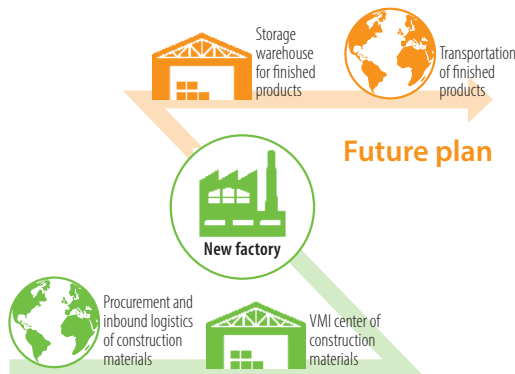 Storage
warehouse
for finished
products
Transportation
of finished
products
Future plan
New factory
Procurement and
inbound logistics
of construction
materials
VMI center of
construction
materials